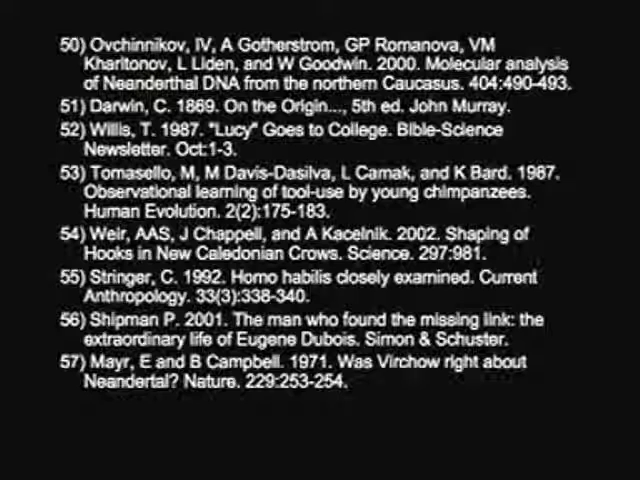 50) Ovchinnikov, IV, A Gotherstrom, GP Romanova, VM
Kharitonov, L Liden, and W Goodwin. 2000. Molecular analysis
of Neanderthal DNA from the northern Caucasus. 404:490-493.
51) Darwin, C. 1869. On the Origin..., 5th ed. John Murray.
52) Willis, T. 1987. "Lucy" Goes to College. Bible-Science
Newsletter. Oct:1-3.
53) Tomasello, M, M Davis-Dasilva, L Camak, and K Bard. 1987.
Observational learning of tool-use by young chimpanzees.
Human Evolution. 2(2):175-183.
54) Weir, AAS, J Chappell, and A Kacelnik. 2002. Shaping of
Hooks in New Caledonian Crows. Science. 297:981.
55) Stringer, C. 1992. Homo habilis closely examined. Current
Anthropology. 33(3):338-340.
56) Shipman P. 2001. The man who found the missing link: the
extraordinary life of Eugene Dubois. Simon & Schuster.
57) Mayr, E and B Campbell. 1971. Was Virchow right about
Neandertal? Nature. 229:253-254.